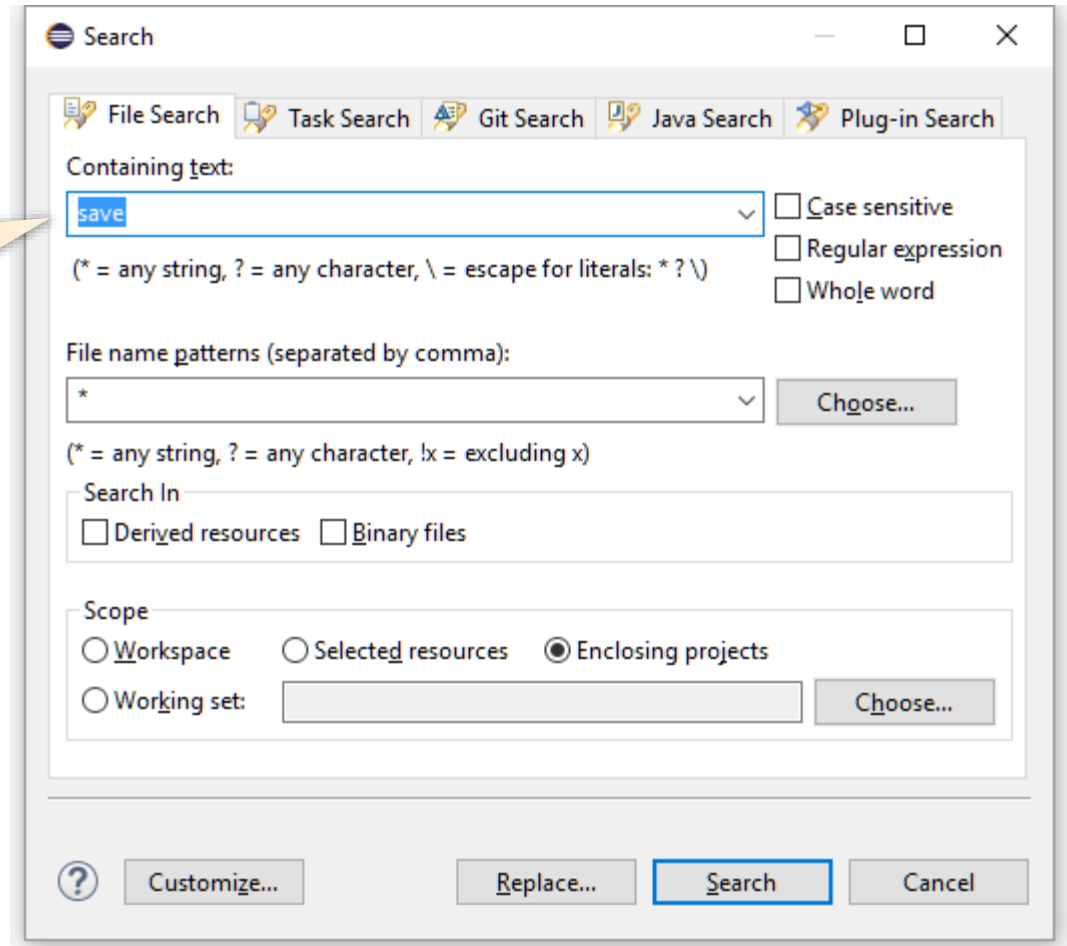 Search
File Search Task Search Git Search Java Search Plug-in Search
Containing text:
save
Case sensitive
(* = any string, ? = any character, \ = escape for literals: * ? \)
Regular expression
Whole word
File name patterns (separated by comma):
* Choose...
(* = any string, ? = any character, !x = excluding x)
Search In
Derived resources Binary files
Scope
Workspace Selected resources Enclosing projects
Working set: Choose...
? Customize... Replace... Search Cancel